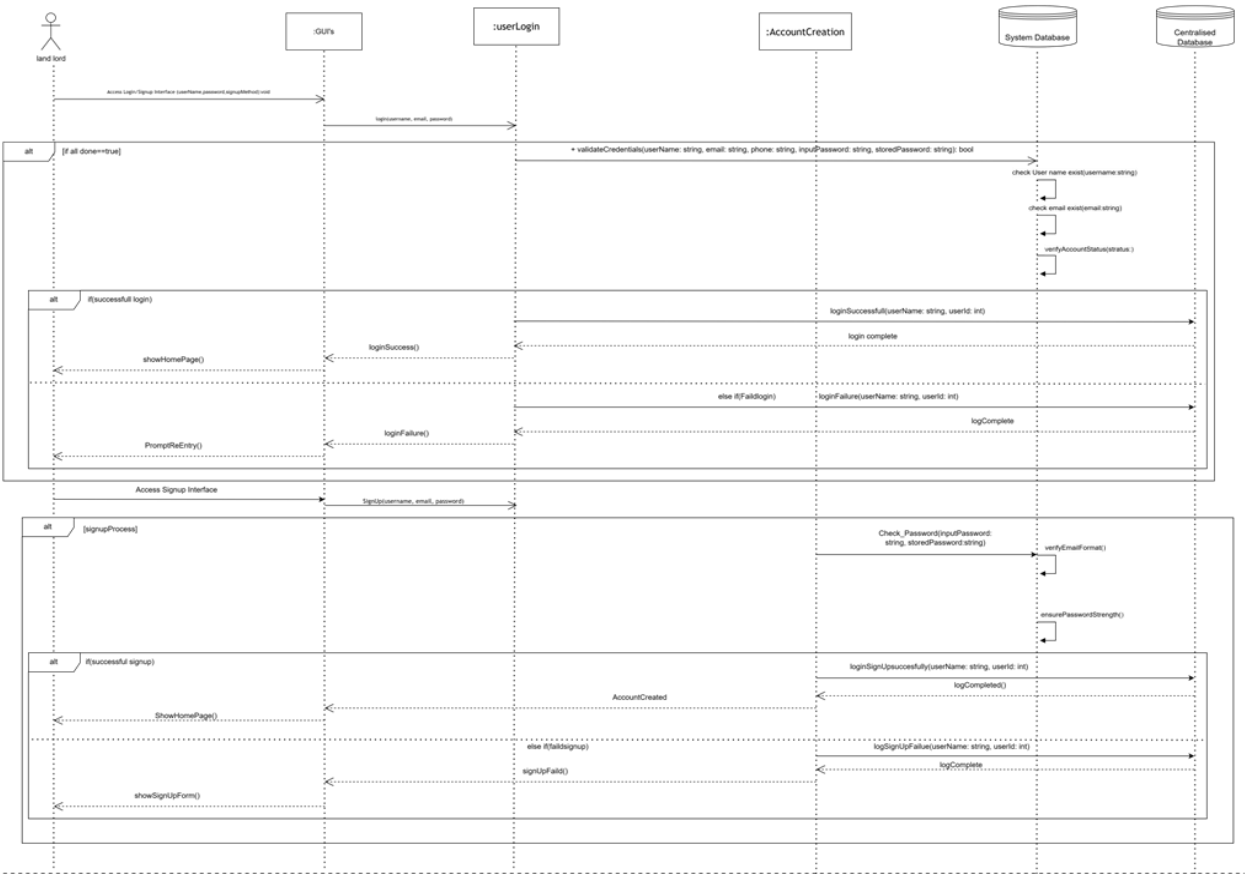 land lord
:GUI's
:userLogin
:AccountCreation
System Database
Centralised
Database
Access Login/Signup Interface (userName,password,signupMethod):void
login(username, email, password)
alt
[if all done==true]
+ validateCredentials(userName: string, email: string, phone: string, inputPassword: string, storedPassword: string): bool
check User name exist(username:string)
check email exist(email:string)
verifyAccountStatus(stratus:)
alt
if(successfull login)
loginSuccessfull(userName: string, userId: int)
login complete
loginSuccess()
showHomePage()
else if(Faildlogin)
loginFailure(userName: string, userId: int)
logComplete
loginFailure()
PromptReEntry()
Access Signup Interface
SignUp(username, email, password)
alt
[signupProcess]
Check_Password(inputPassword:
string, storedPassword:string)
verifyEmailFormat()
ensurePasswordStrength()
alt
if(successful signup)
loginSignUpsuccesfully(userName: string, userId: int)
logCompleted()
AccountCreated
ShowHomePage()
else if(faildsignup)
logSignUpFailue(userName: string, userId: int)
logComplete
signUpFaild()
showSignUpForm()